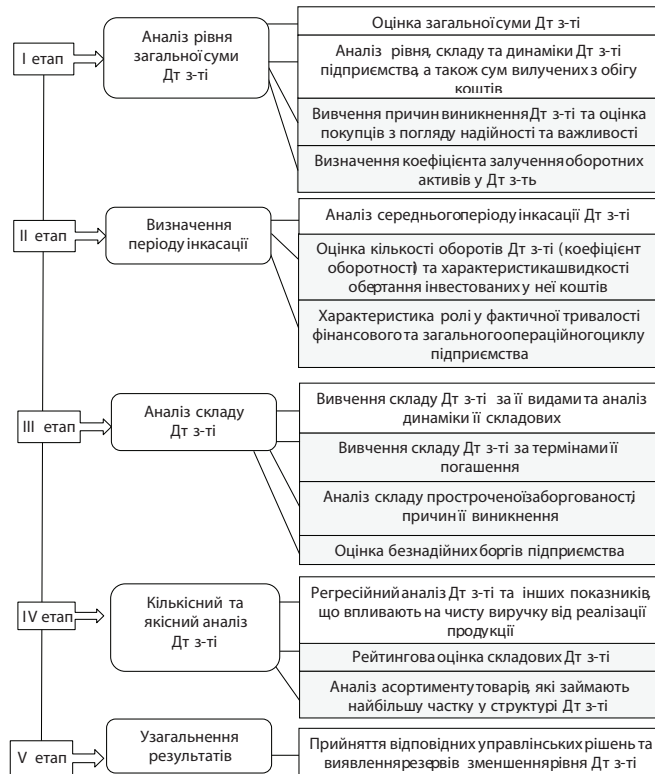 I етап
Аналіз рівня
загальної суми
Дт з-ті
Оцінка загальної суми Дт з-ті
Аналіз рівня, складу та динаміки Дт з-ті
підприємства, а також сум вилучених з обігу
коштів
Вивчення причин виникнення Дт з-ті та оцінка
покупців з погляду надійності та важливості
Визначення коефіцієнта залучення оборотних
активів у Дт з-ть
II етап
Визначення
періоду інкасації
Аналіз середнього періоду інкасації Дт з-ті
Оцінка кількості оборотів Дт з-ті (коефіцієнт
оборотності) та характеристика швидкості
обертання інвестованих у неї коштів
Характеристика ролі у фактичної тривалості
фінансового та загального операційного циклу
підприємства
III етап
Аналіз складу
Дт з-ті
Вивчення складу Дт з-ті за її видами та аналіз
динаміки її складових
Вивчення складу Дт з-ті за термінами її
погашення
Аналіз складу простроченої заборгованості,
причин її виникнення
Оцінка безнадійних боргів підприємства
IV етап
Кількісний та
якісний аналіз
Дт з-ті
Регресійний аналіз Дт з-ті та інших показників,
що впливають на чисту виручку від реалізації
продукції
Рейтингова оцінка складових Дт з-ті
Аналіз асортименту товарів, які займають
найбільшу частку у структурі Дт з-ті
V етап
Узагальнення
результатів
Прийняття відповідних управлінських рішень та
виявлення резервів зменшення рівня Дт з-ті